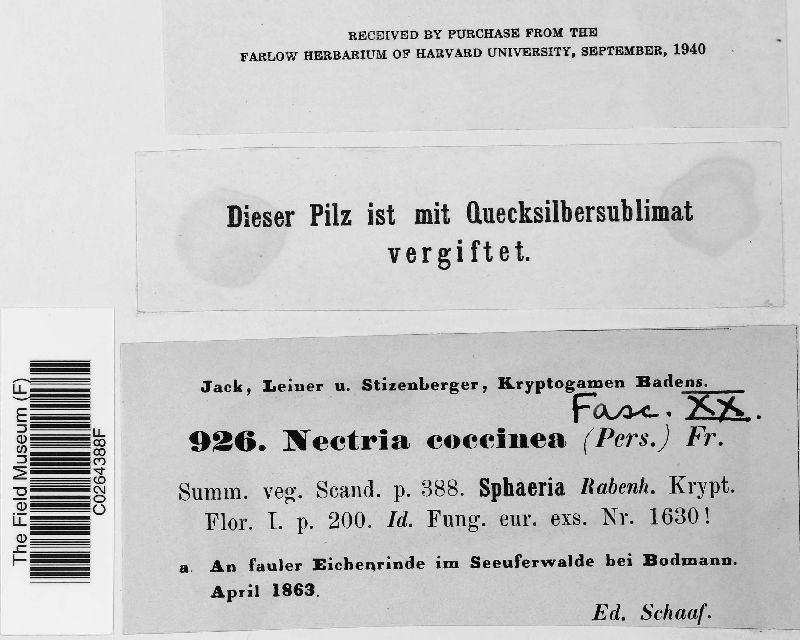 RECEIVED BY PURCHASE FROM THE
FARLOW HERBARIUM OF HARVARD UNIVERSITY, SEPTEMBER, 1940
Dieser Pilz ist mit Quecksilbersublimat
vergiftet.
Jack, Leiner u. Stizenberger, Kryptogamen Badens.
Fasc. XX.
926. Nectria coccinea (Pers.) Fr.
Summ. veg. Scand. p. 388. Sphaeria Rabenh. Krypt.
Flor. I. p. 200. Id. Fung. eur. exs. Nr. 1630!
a. An fauler Eichenrinde im Seeuferwalde bei Bodmann.
April 1863.
Ed. Schaaf.
The Field Museum (F)
C0264388F